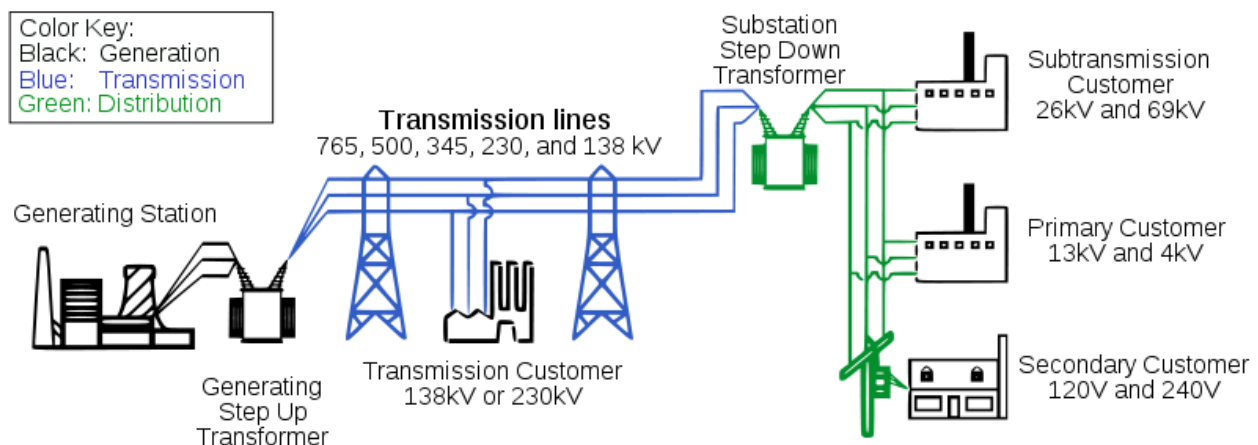 Color Key:
Black: Generation
Blue: Transmission
Green: Distribution
Generating Station
Generating
Step Up
Transformer
Transmission lines
765, 500, 345, 230, and 138 kV
Transmission Customer
138kV or 230kV
Substation
Step Down
Transformer
Subtransmission
Customer
26kV and 69kV
Primary Customer
13kV and 4kV
Secondary Customer
120V and 240V